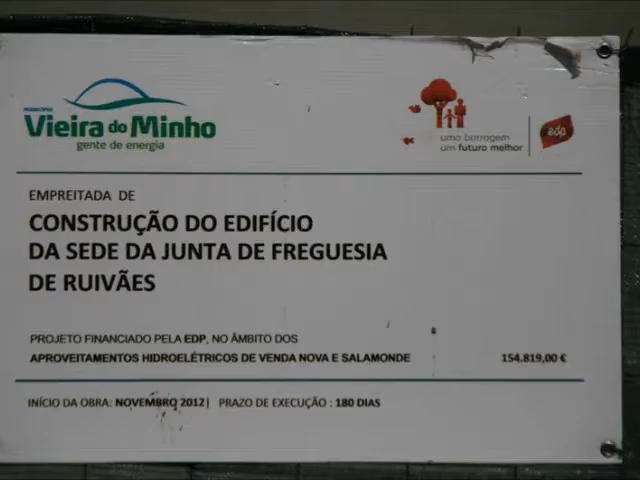 MUNICÍPIO
Vieira do Minho
gente de energia
uma barragem
um futuro melhor
edp
EMPREITADA DE
CONSTRUÇÃO DO EDIFÍCIO
DA SEDE DA JUNTA DE FREGUESIA
DE RUIVÃES
PROJETO FINANCIADO PELA EDP, NO ÂMBITO DOS
APROVEITAMENTOS HIDROELÉTRICOS DE VENDA NOVA E SALAMONDE 154.819,00 €
INÍCIO DA OBRA: NOVEMBRO 2012| PRAZO DE EXECUÇÃO : 180 DIAS